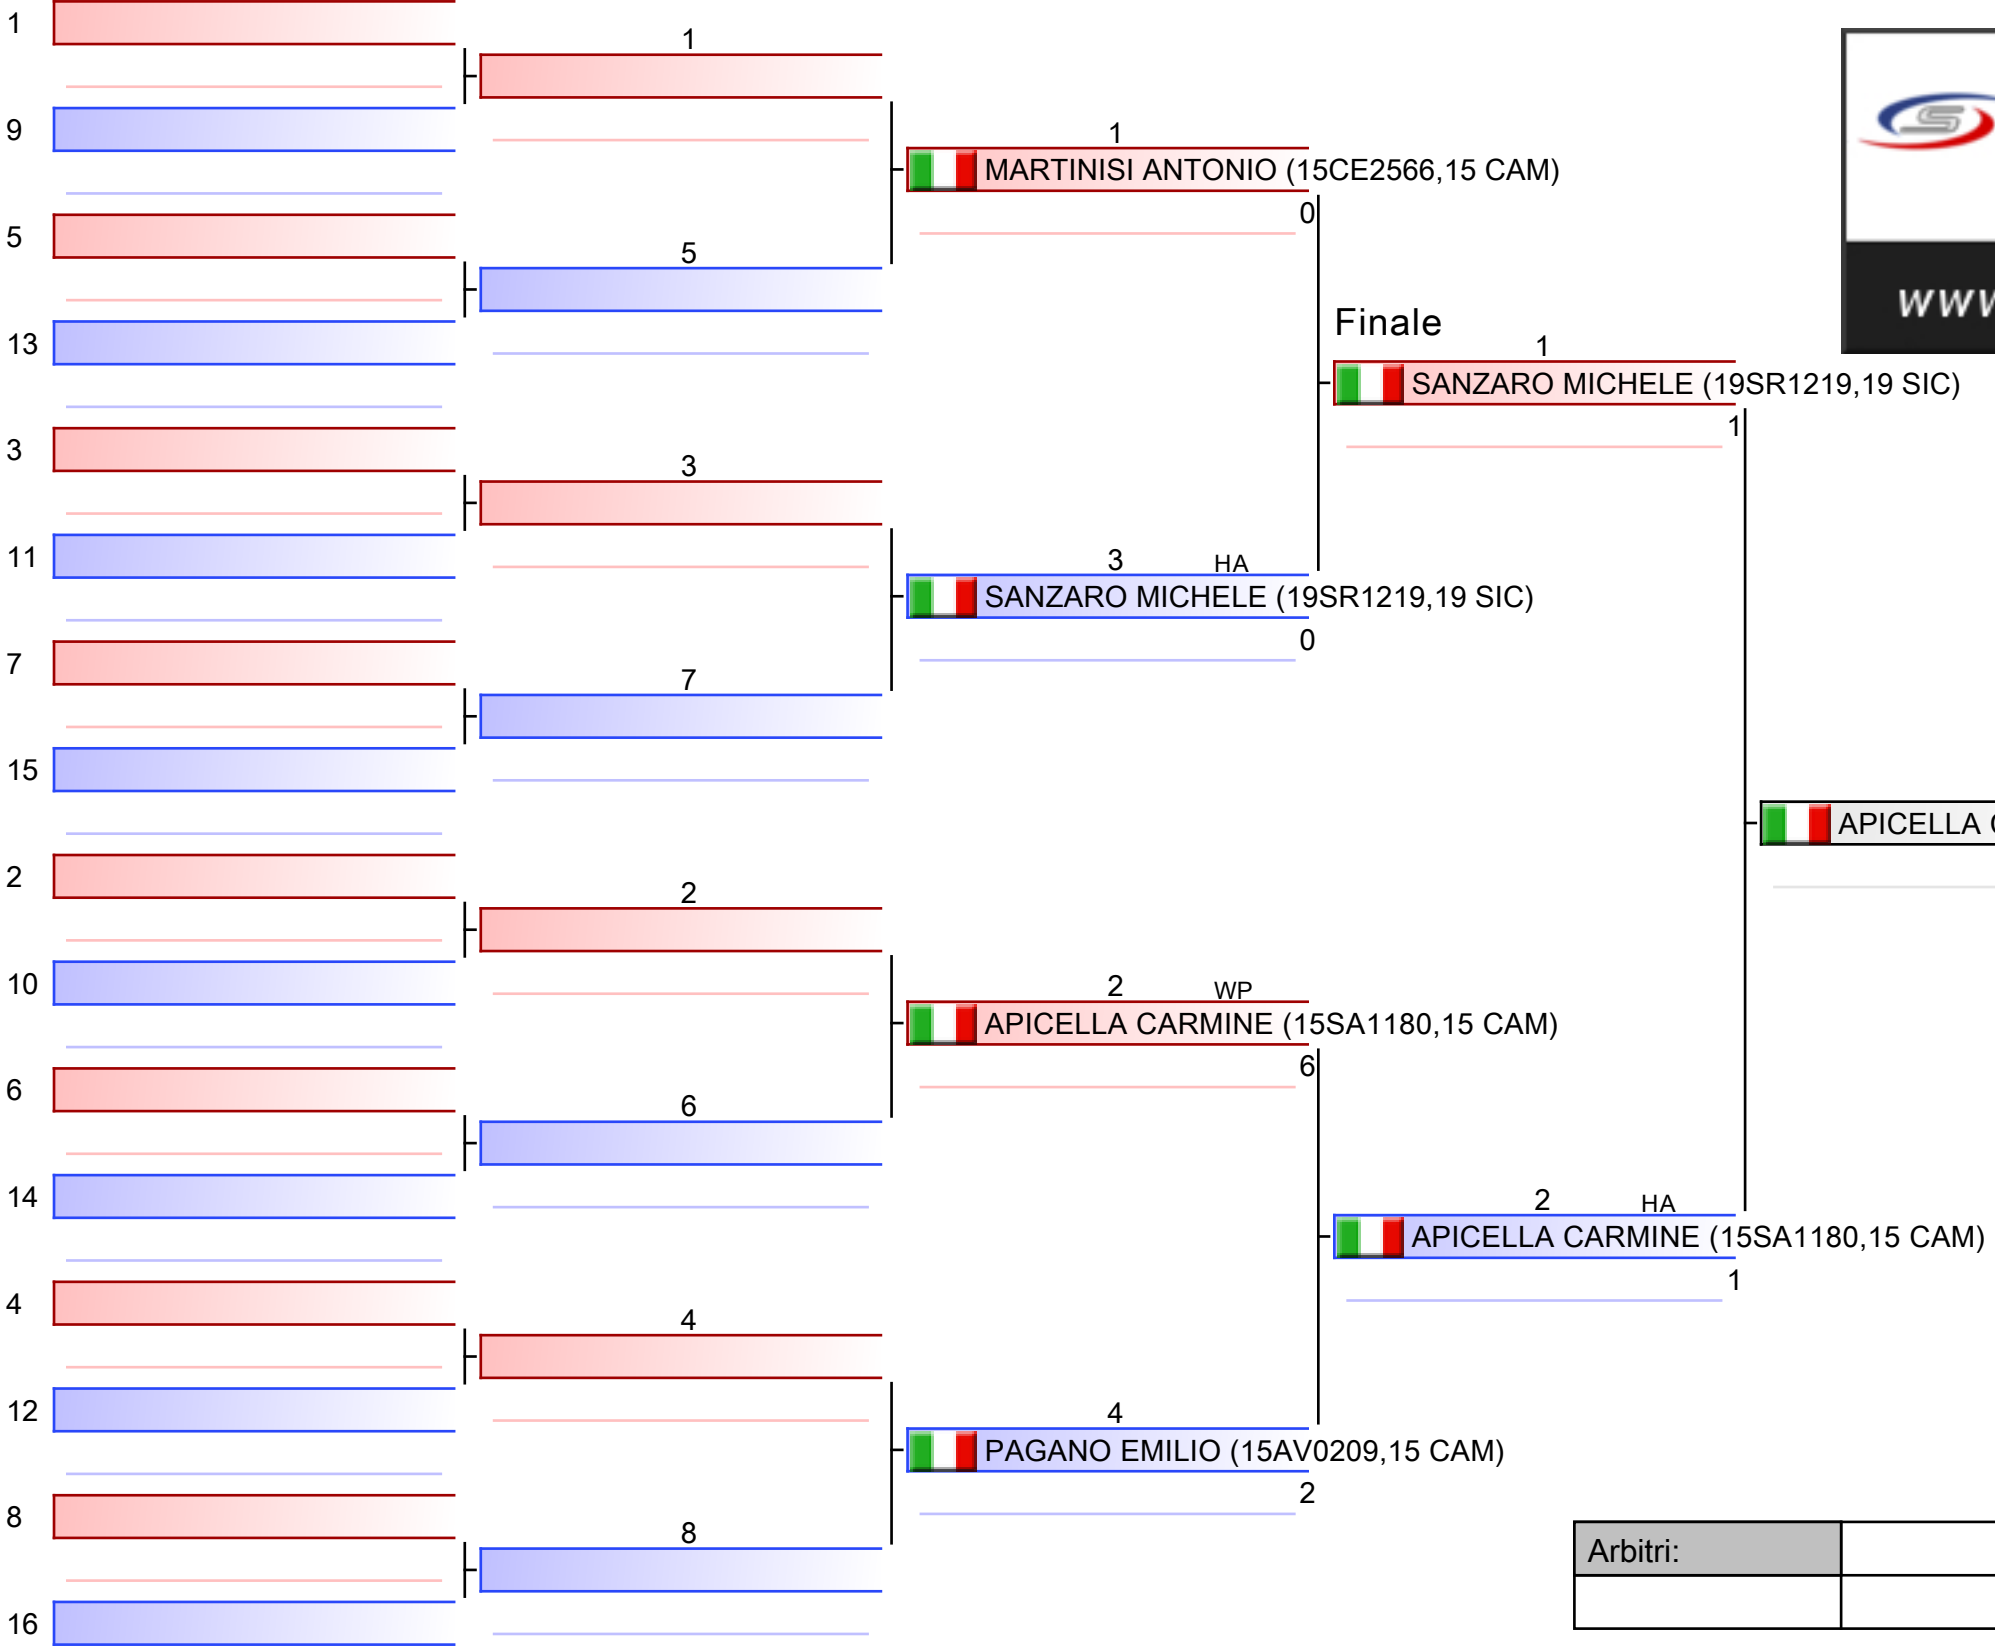 1
9
5
13
3
11
7
15
2
10
6
14
4
12
8
16
1
5
3
7
2
6
4
8
1
MARTINISI ANTONIO (15CE2566,15 CAM)
0
3 HA
SANZARO MICHELE (19SR1219,19 SIC)
0
2 WP
APICELLA CARMINE (15SA1180,15 CAM)
6
4
PAGANO EMILIO (15AV0209,15 CAM)
2
Finale
1
SANZARO MICHELE (19SR1219,19 SIC)
1
2 HA
APICELLA CARMINE (15SA1180,15 CAM)
1
APICELLA
S
Arbitri: